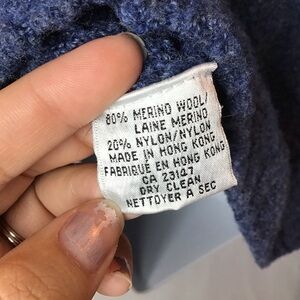 80% MERINO WOOL/
LAINE MERINO
20% NYLON/NYLON
MADE IN HONG KONG
FABRIQUE EN HONG KONG
CA 23147
DRY CLEAN
NETTOYER A SEC